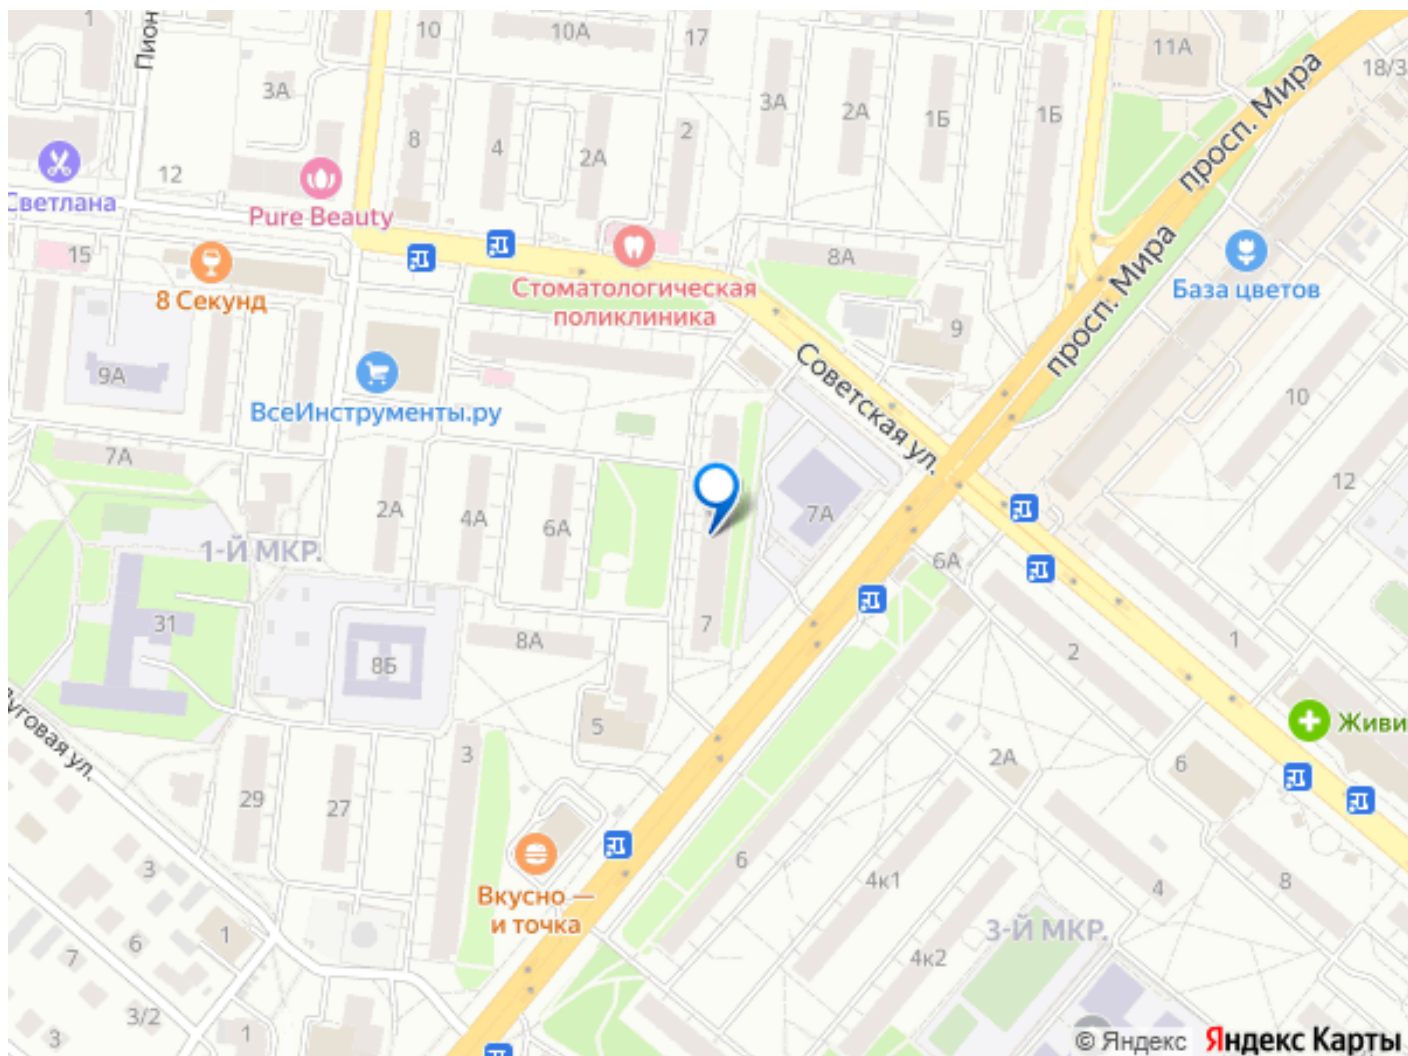 1
Пион
10
10А
17
11А
18/3
3А
8
4
2А
2
3А
2А
1Б
1Б
просп. Мира
12
Светлана
Pure Beauty
15
8 Секунд
Стоматологическая
поликлиника
8А
просп. Мира
База цветов
9
Советская ул.
9А
ВсеИнструменты.ру
10
7А
12
2А
4А
6А
7А
1-Й МКР.
6А
31
8А
7
8Б
2
1
5
Луговая ул.
3
2А
6
Живи
29
27
3
6
4к1
4
8
Вкусно —
и точка
1
6
7
3-Й МКР.
4к2
3/2
3
1
© Яндекс
Яндекс Карты